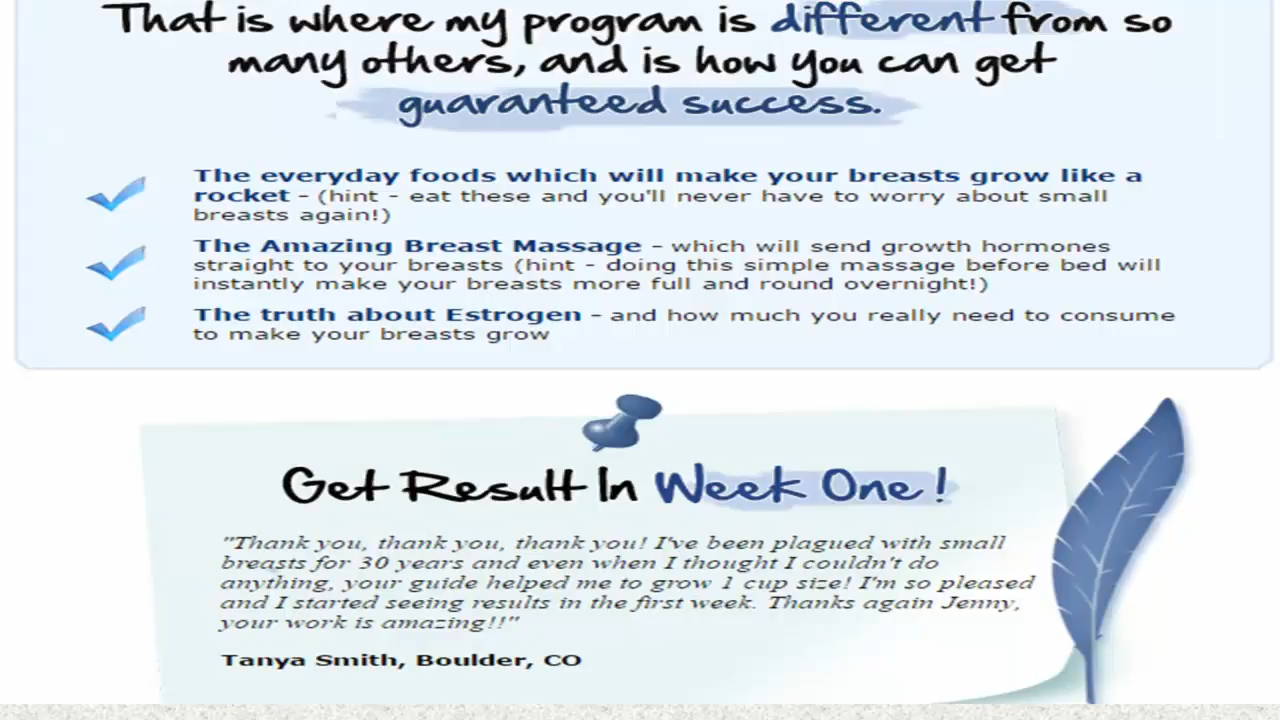 That is where my program is different from so
many others, and is how you can get
guaranteed success.
The everyday foods which will make your breasts grow like a
rocket - (hint - eat these and you'll never have to worry about small
breasts again!)
The Amazing Breast Massage - which will send growth hormones
straight to your breasts (hint - doing this simple massage before bed will
instantly make your breasts more full and round overnight!)
The truth about Estrogen - and how much you really need to consume
to make your breasts grow
Get Result In Week One!
"Thank you, thank you, thank you! I've been plagued with small
breasts for 30 years and even when I thought I couldn't do
anything, your guide helped me to grow 1 cup size! I'm so pleased
and I started seeing results in the first week. Thanks again Jenny,
your work is amazing!!"
Tanya Smith, Boulder, CO